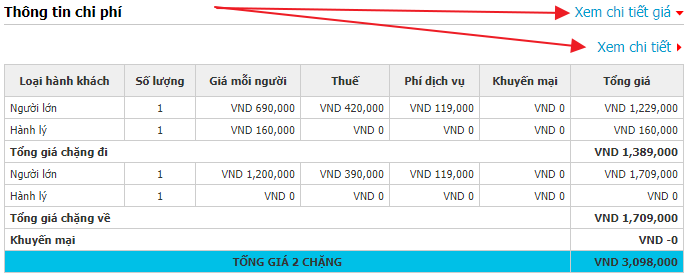 Thông tin chi phí Xem chi tiết giá
Xem chi tiết
Loại hành khách Số lượng Giá mỗi người Thuế Phí dịch vụ Khuyến mại Tổng giá
Người lớn 1 VND 690,000 VND 420,000 VND 119,000 VND 0 VND 1,229,000
Hành lý 1 VND 160,000 VND 0 VND 0 VND 0 VND 160,000
Tổng giá chặng đi VND 1,389,000
Người lớn 1 VND 1,200,000 VND 390,000 VND 119,000 VND 0 VND 1,709,000
Hành lý 1 VND 0 VND 0 VND 0 VND 0 VND 0
Tổng giá chặng về VND 1,709,000
Khuyến mại VND -0
TỔNG GIÁ 2 CHẶNG VND 3,098,000